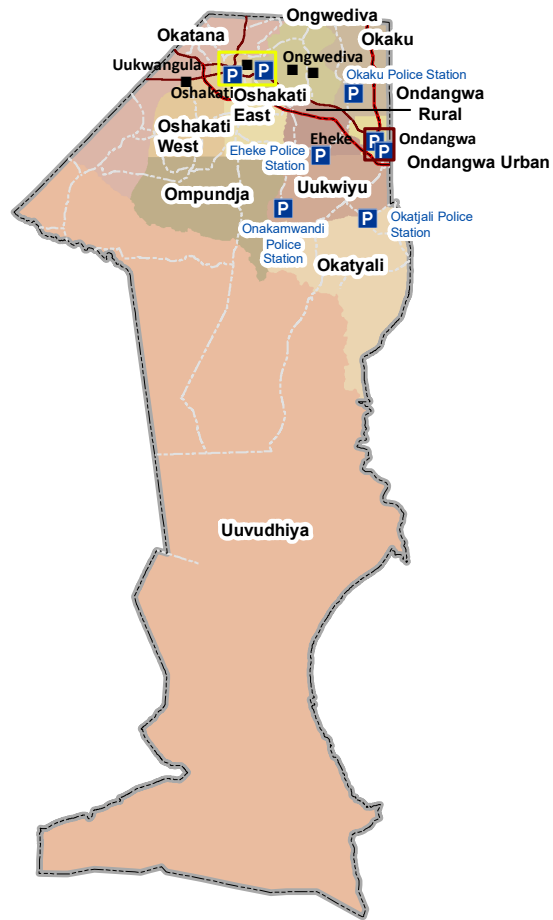 Ongwediva
Okatana
Okaku
Uukwangula
Ongwediva
P
P
Okaku Police Station
Oshakati
Oshakati
East
P
Ondangwa
Rural
Oshakati
West
Eheke
P
P
Ondangwa
Eheke Police
Station
P
Ondangwa Urban
Ompundja
Uukwiyu
P
P
Onakamwandi
Police
Station
Okatjali Police
Station
Okatyali
Uuvudhiya